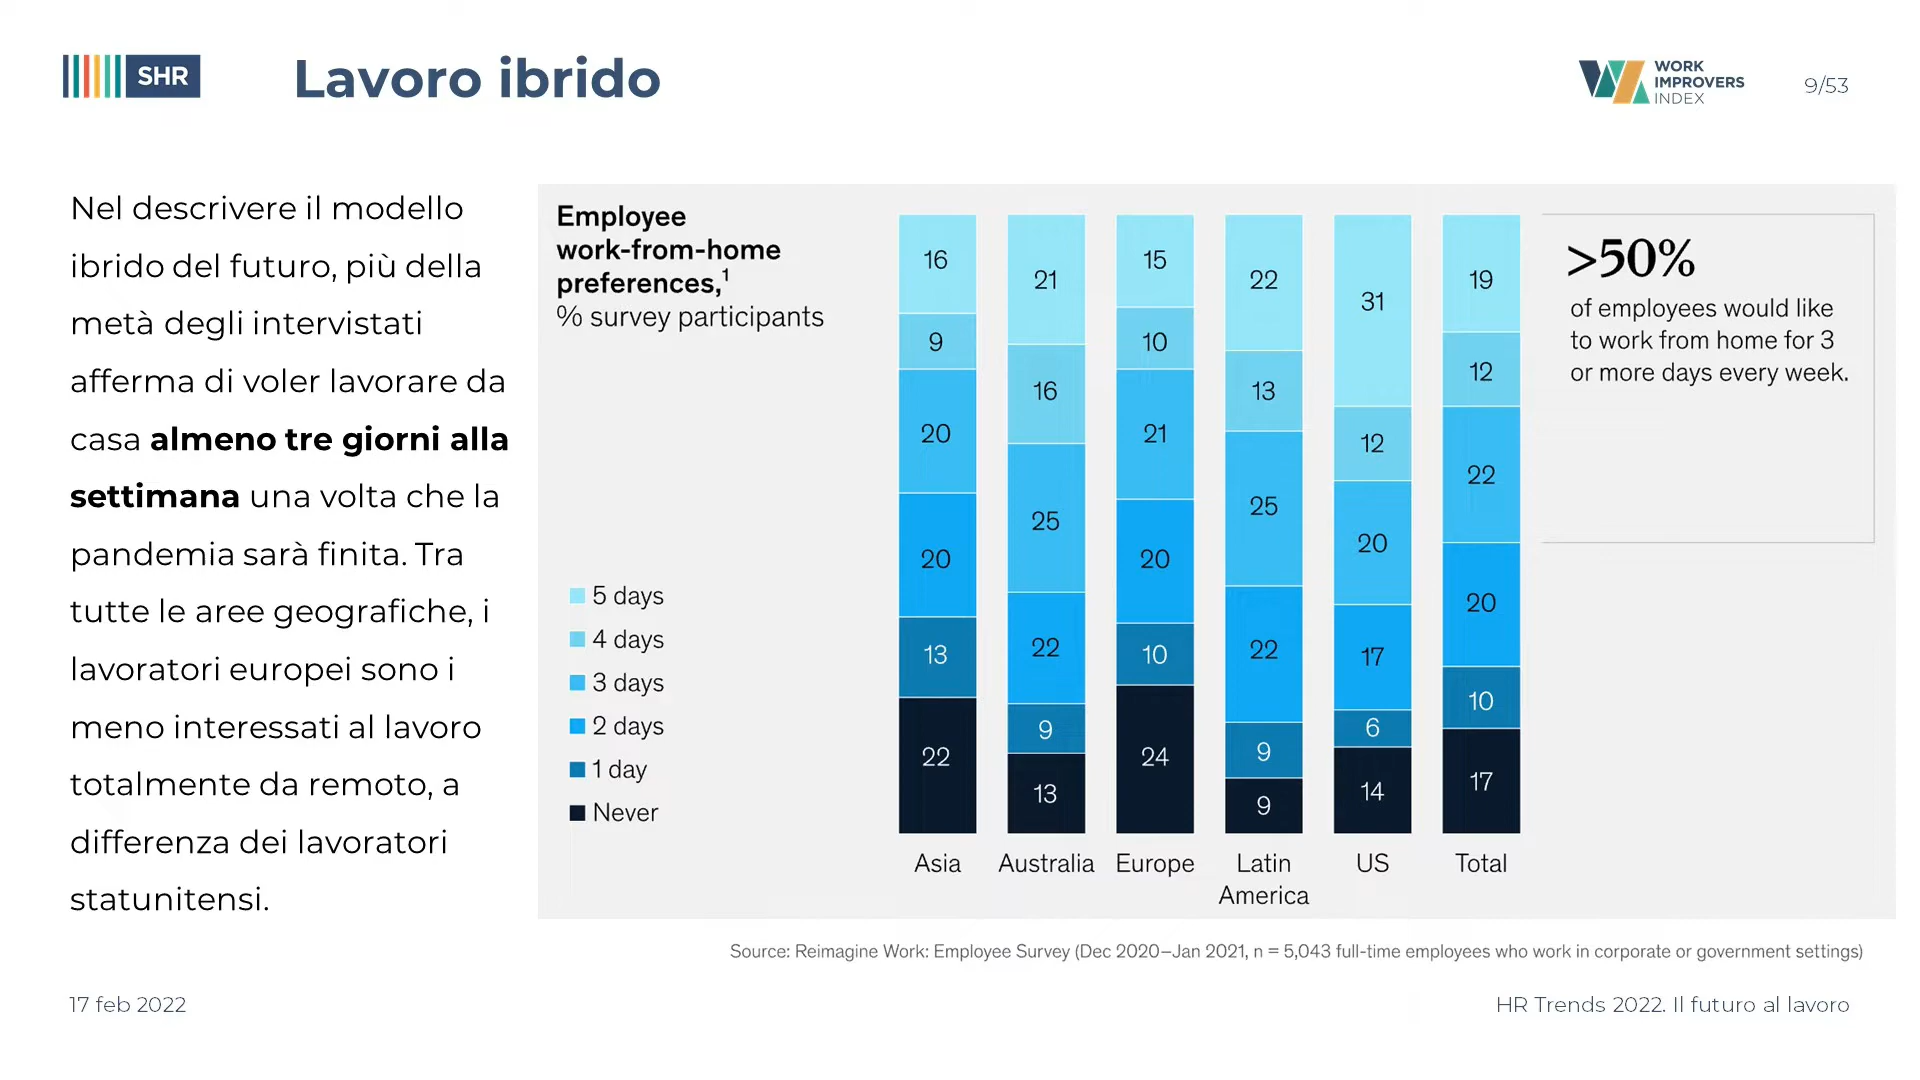 SHR
Lavoro ibrido
WORK
IMPROVERS
INDEX
9/53
Nel descrivere il modello
ibrido del futuro, più della
metà degli intervistati
afferma di voler lavorare da
casa almeno tre giorni alla
settimana una volta che la
pandemia sarà finita. Tra
tutte le aree geografiche, i
lavoratori europei sono i
meno interessati al lavoro
totalmente da remoto, a
differenza dei lavoratori
statunitensi.
Employee
work-from-home
preferences,¹
% survey participants
5 days
4 days
3 days
2 days
1 day
Never
16
9
20
20
13
22
Asia
21
16
25
22
9
13
Australia
15
10
21
20
10
24
Europe
22
13
25
22
9
9
Latin
America
31
12
20
17
6
14
US
19
12
22
20
10
17
Total
>50%
of employees would like
to work from home for 3
or more days every week.
Source: Reimagine Work: Employee Survey (Dec 2020–Jan 2021, n = 5,043 full-time employees who work in corporate or government settings)
17 feb 2022
HR Trends 2022. Il futuro al lavoro